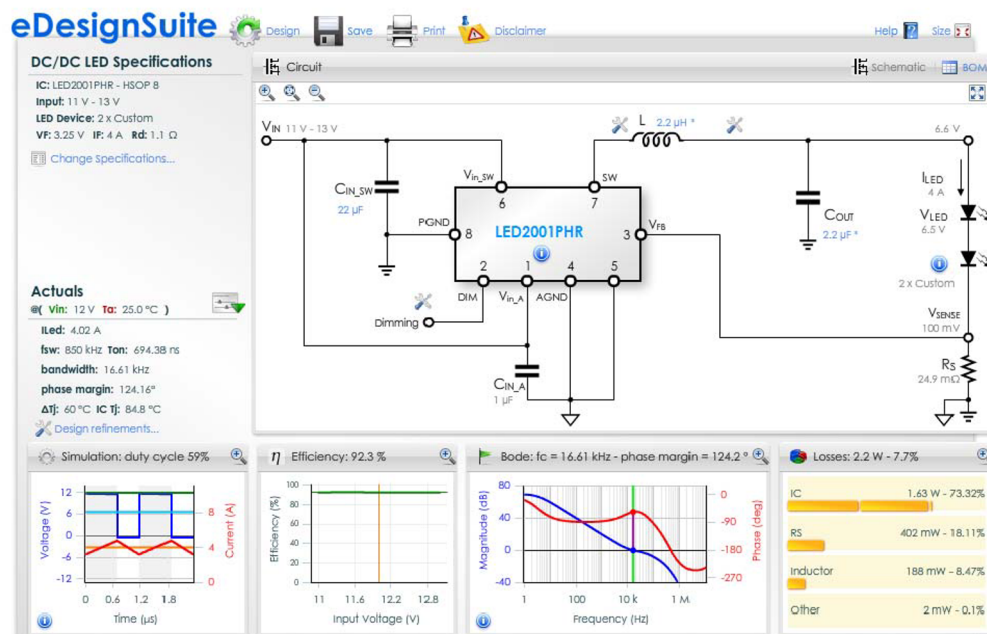 eDesignSuite Design Save Print Disclaimer Help Size
DC/DC LED Specifications
IC: LED2001PHR - HSOP 8
Input: 11 V - 13 V
LED Device: 2 x Custom
VF: 3.25 V IF: 4 A Rd: 1.1 Ω
Change Specifications...
Actuals
@( Vin: 12 V Ta: 25.0 °C )
ILed: 4.02 A
fsw: 850 kHz Ton: 694.38 ns
bandwidth: 16.61 kHz
phase margin: 124.16°
ΔTj: 60 °C IC Tj: 84.8 °C
Design refinements...
Circuit Schematic BOM
VIN 11 V - 13 V
L 2.2 µH *
6.6 V
Vin_SW
SW
6
7
CIN_SW
22 µF
PGND
8
LED2001PHR
3
VFB
COUT
2.2 µF *
ILED
4 A
VLED
6.5 V
2 x Custom
2
1
4
5
DIM
Vin_A
AGND
Dimming
VSENSE
100 mV
RS
24.9 mΩ
CIN_A
1 µF
Simulation: duty cycle 59%
Voltage (V)
12
6
0
-6
-12
8
4
0
Current (A)
0 0.6 1.2 1.8
Time (µs)
η Efficiency: 92.3 %
Efficiency (%)
100
80
60
40
20
0
11 11.6 12.2 12.8
Input Voltage (V)
Bode: fc = 16.61 kHz - phase margin = 124.2 °
Magnitude (dB)
80
40
0
-40
0
-90
-180
-270
Phase (deg)
1 100 10 k 1 M
Frequency (Hz)
Losses: 2.2 W - 7.7%
IC 1.63 W - 73.32%
RS 402 mW - 18.11%
Inductor 188 mW - 8.47%
Other 2 mW - 0.1%